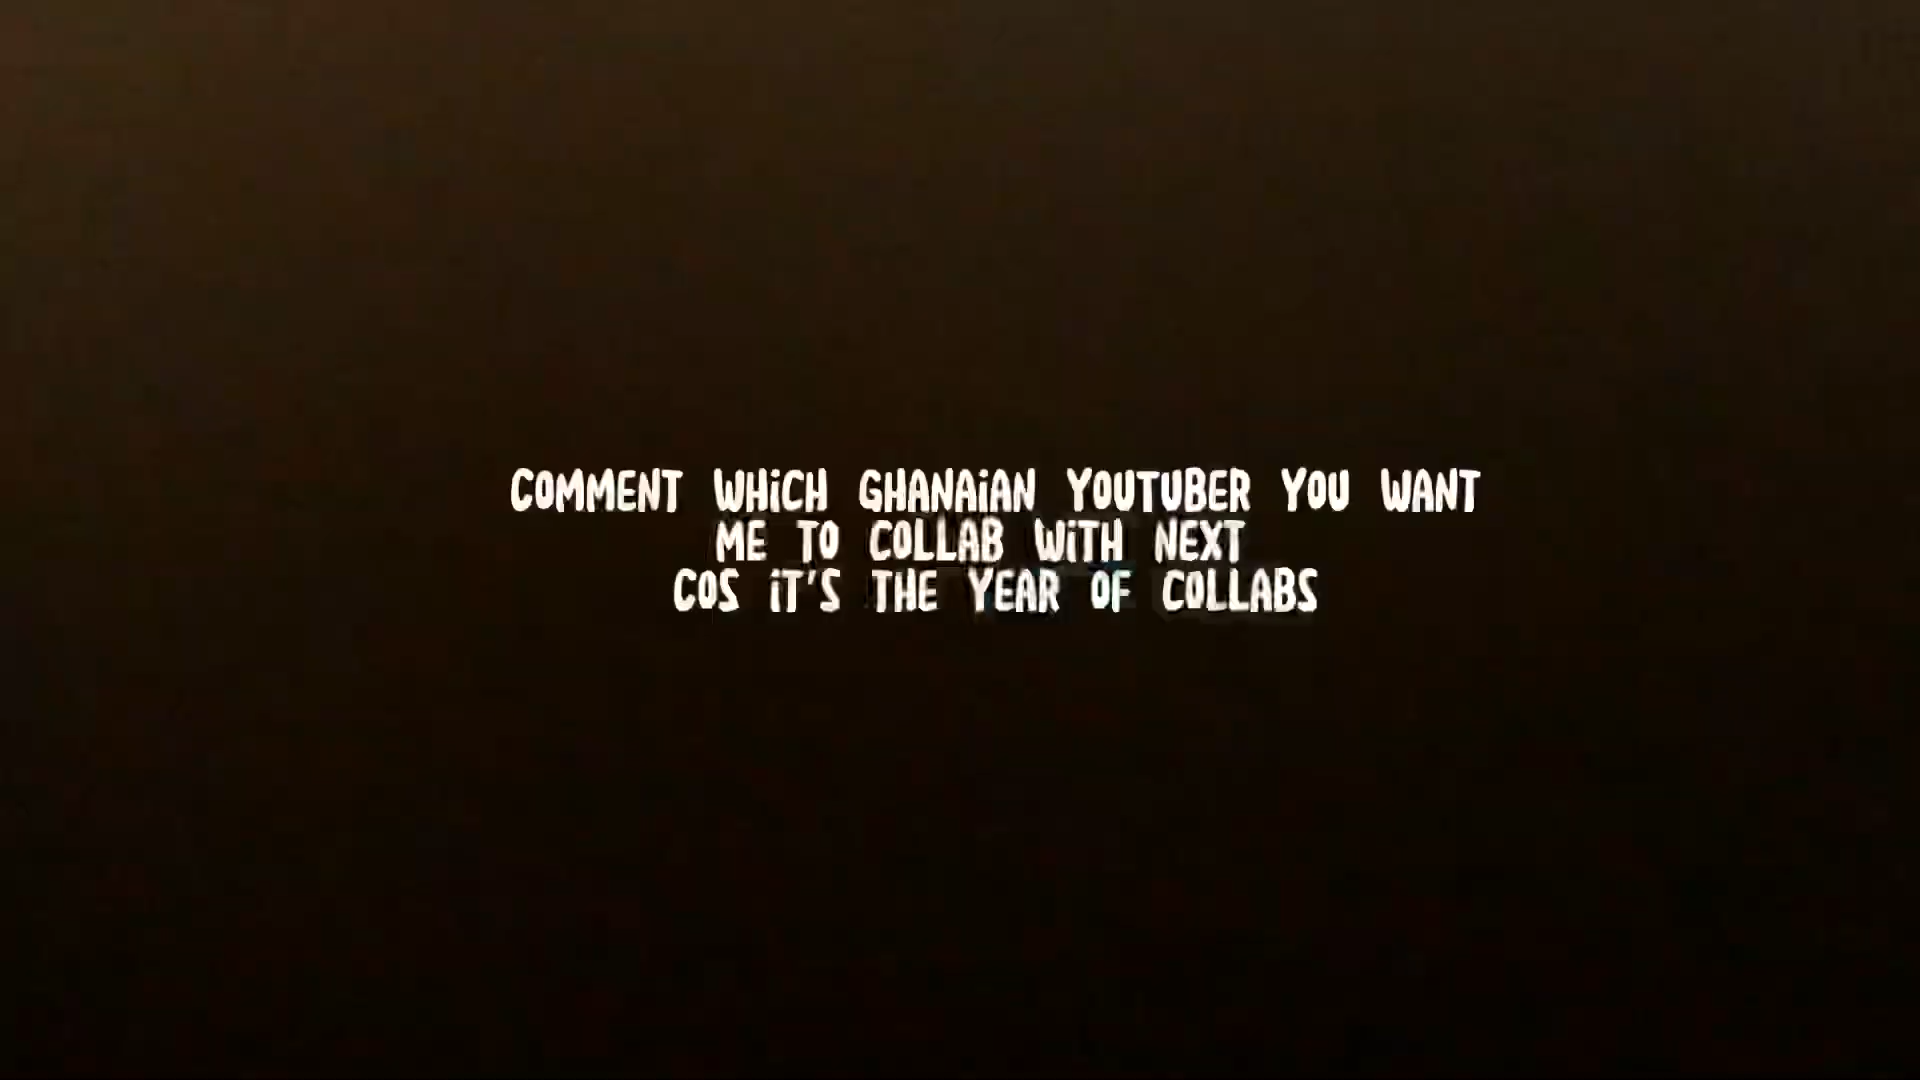 COMMENT WHiCH GHANAiAN YOUTUBER YOU WANT
ME TO COLLAB WiTH NEXT
COS iT'S THE YEAR OF COLLABS